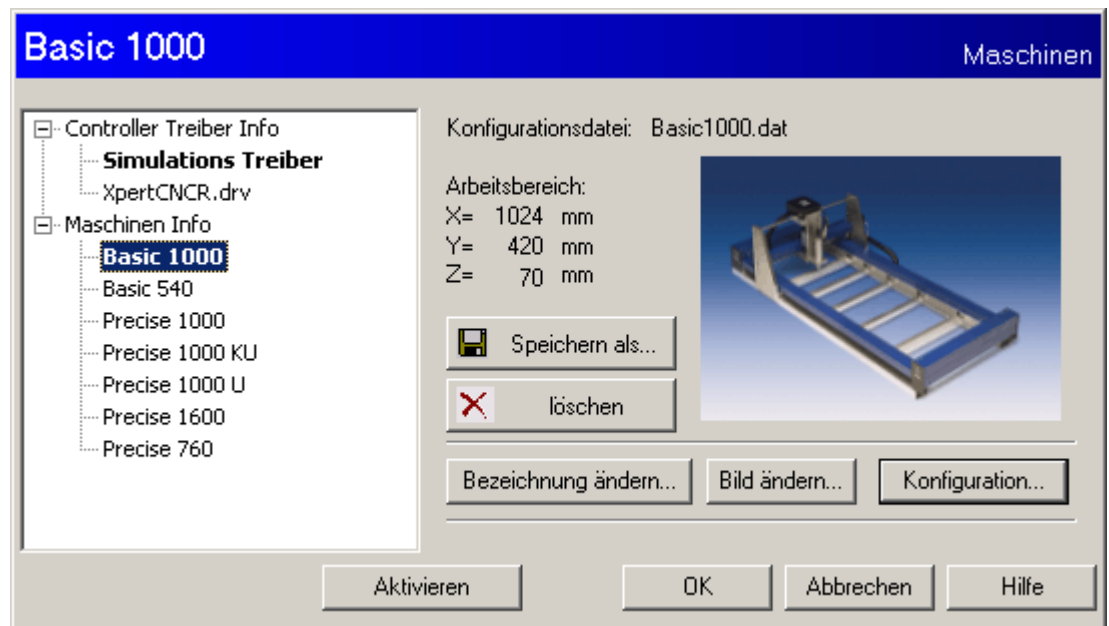 Basic 1000
Maschinen
Controller Treiber Info
Simulations Treiber
XpertCNCR.drv
Maschinen Info
Basic 1000
Basic 540
Precise 1000
Precise 1000 KU
Precise 1000 U
Precise 1600
Precise 760
Konfigurationsdatei: Basic1000.dat
Arbeitsbereich:
X= 1024 mm
Y= 420 mm
Z= 70 mm
Speichern als...
löschen
Bezeichnung ändern... Bild ändern... Konfiguration...
Aktivieren OK Abbrechen Hilfe